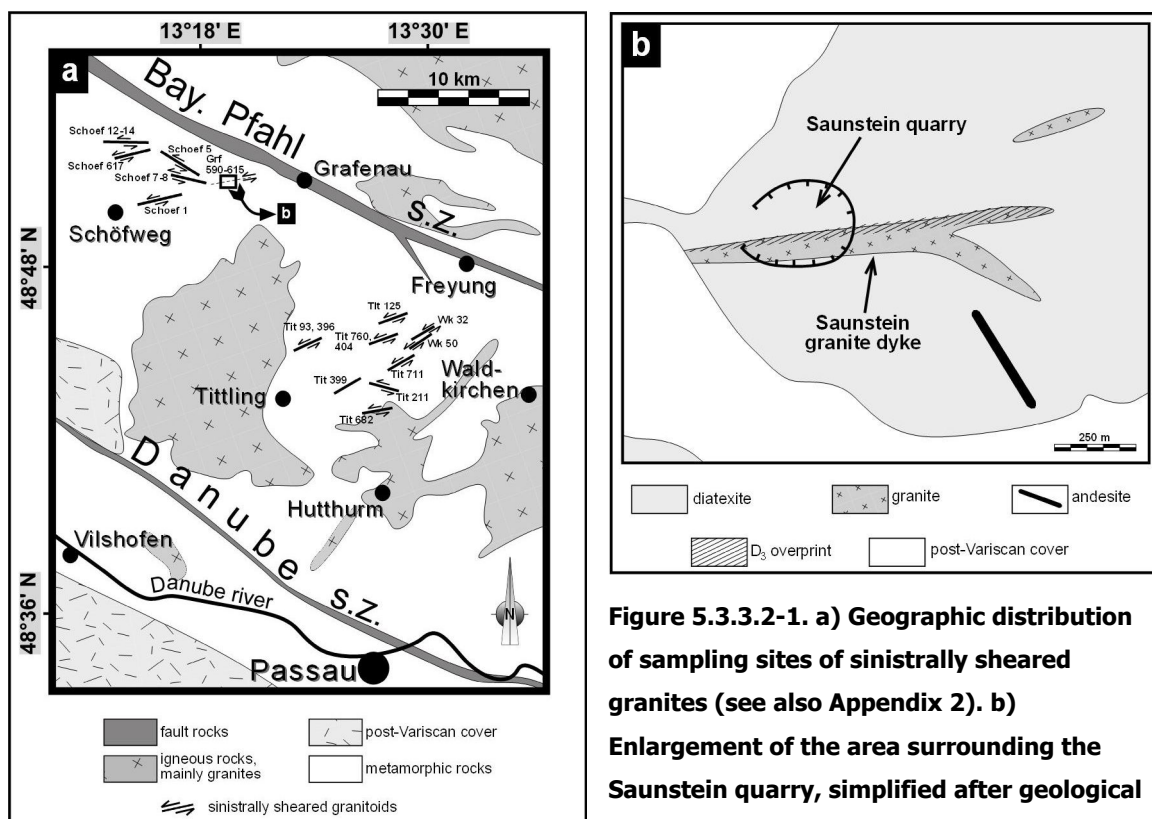 13°18' E
13°30' E
a
10 km
Bay. Pfahl
S.Z.
Schoef 12-14
Schoef 5
Schoef 617
Grf
590-615
Schoef 7-8
Schoef 1
Grafenau
b
Schöfweg
48°48' N
Freyung
Tit 125
Wk 32
Tit 93, 396
Tit 760,
404
Wk 50
Tit 711
Wald-
kirchen
Tit 399
Tittling
Tit 211
Tit 682
Danube S.Z.
Hutthurm
Vilshofen
Danube river
48°36' N
N
Passau
fault rocks
post-Variscan cover
igneous rocks,
mainly granites
metamorphic rocks
sinistrally sheared granitoids
b
Saunstein quarry
Saunstein
granite dyke
250 m
diatexite
granite
andesite
D3 overprint
post-Variscan cover
Figure 5.3.3.2-1. a) Geographic distribution
of sampling sites of sinistrally sheared
granites (see also Appendix 2). b)
Enlargement of the area surrounding the
Saunstein quarry, simplified after geological